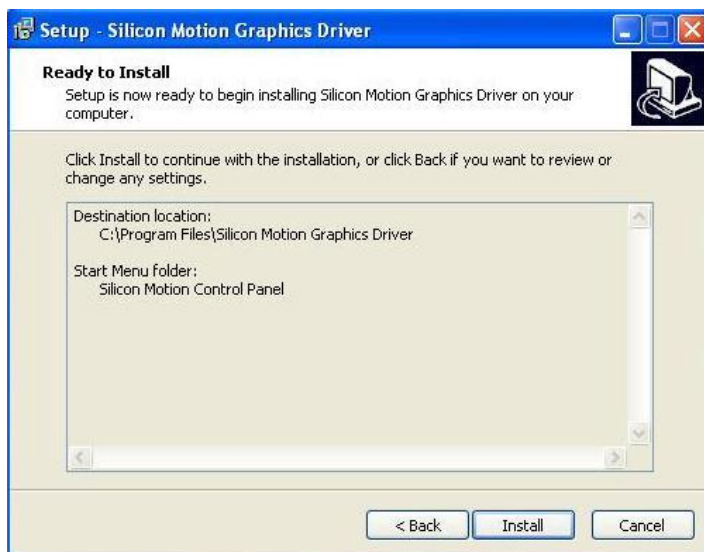 Setup - Silicon Motion Graphics Driver
Ready to Install
Setup is now ready to begin installing Silicon Motion Graphics Driver on your
computer.
Click Install to continue with the installation, or click Back if you want to review or
change any settings.
Destination location:
C:\Program Files\Silicon Motion Graphics Driver
Start Menu folder:
Silicon Motion Control Panel
< Back Install Cancel